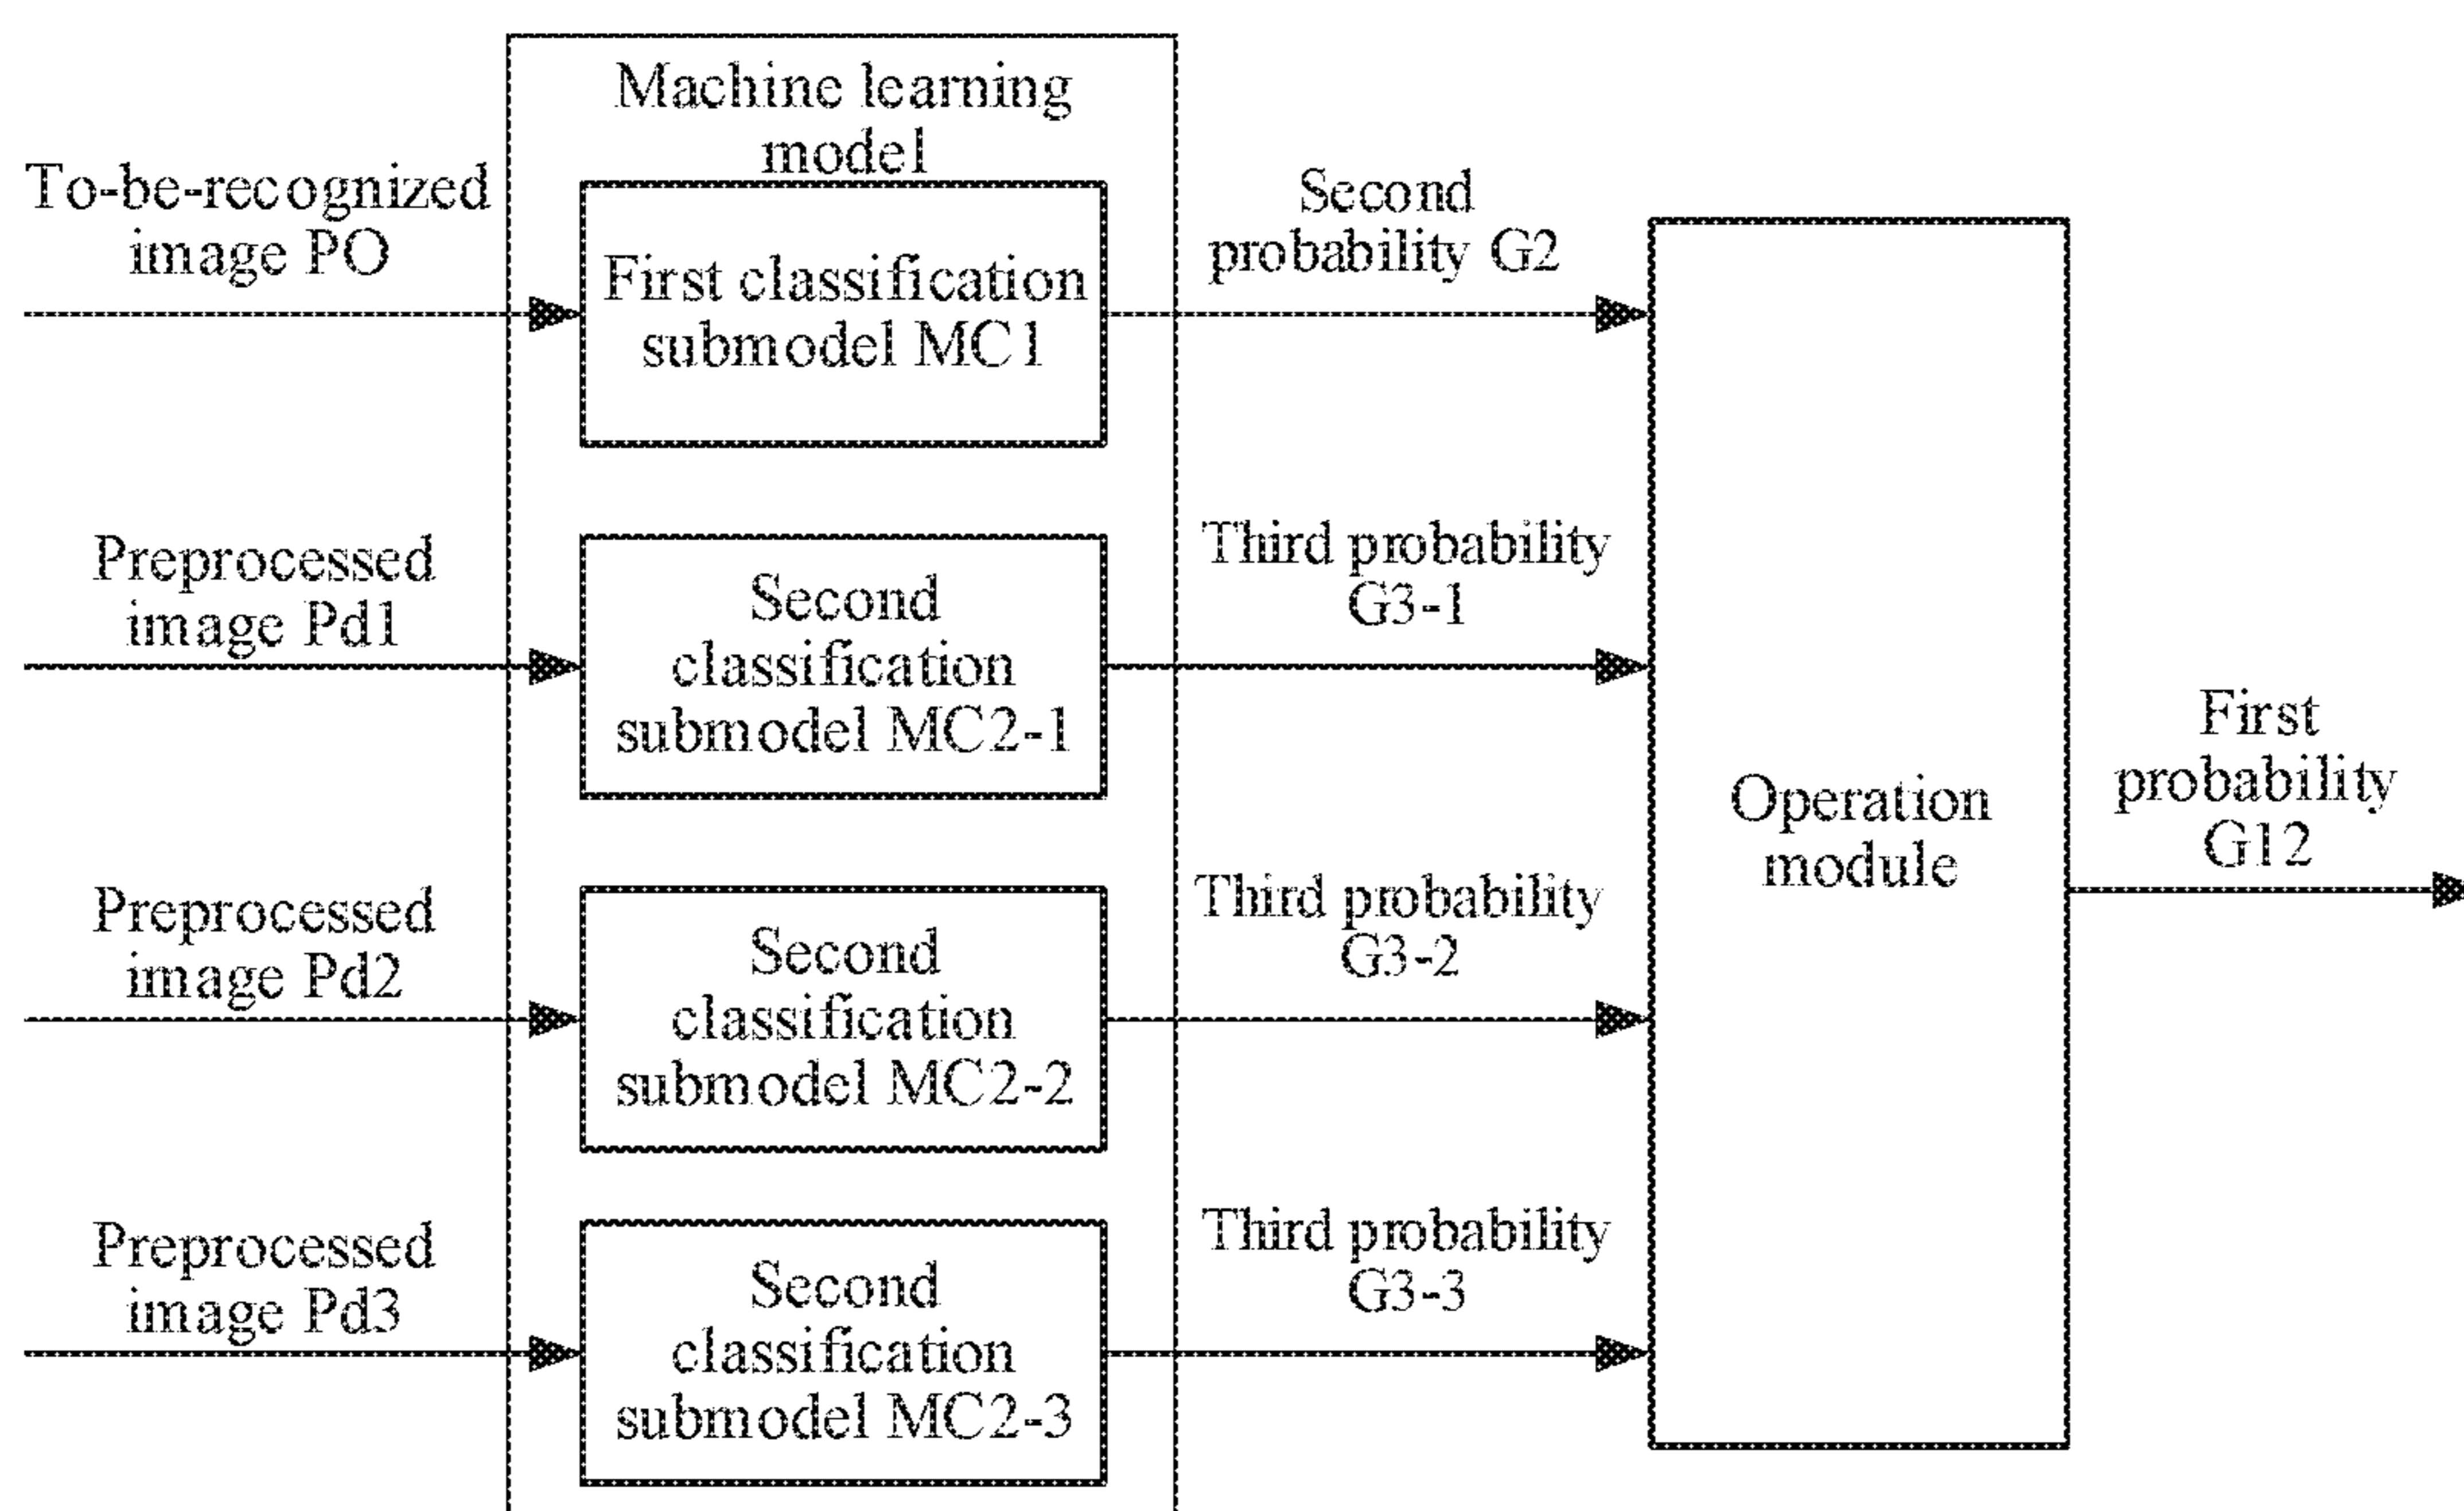 Machine learning
model
To-be-recognized
image PO
First classification
submodel MC1
Second
probability G2
Preprocessed
image Pd1
Second
classification
submodel MC2-1
Third probability
G3-1
Preprocessed
image Pd2
Second
classification
submodel MC2-2
Third probability
G3-2
Preprocessed
image Pd3
Second
classification
submodel MC2-3
Third probability
G3-3
Operation
module
First
probability
G12